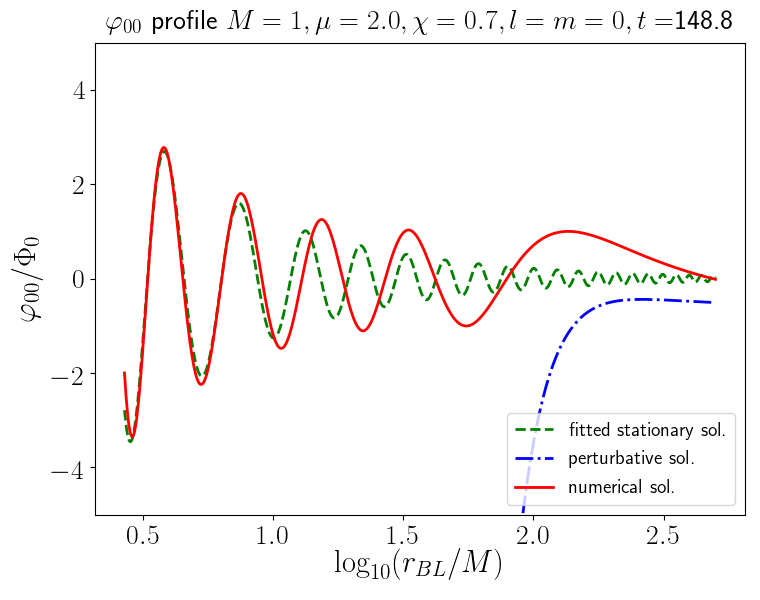 φ₀₀ profile M = 1, μ = 2.0, χ = 0.7, l = m = 0, t =148.8
φ₀₀/Φ₀
4
2
0
−2
−4
fitted stationary sol.
perturbative sol.
numerical sol.
0.5
1.0
1.5
2.0
2.5
log₁₀(r_BL/M)